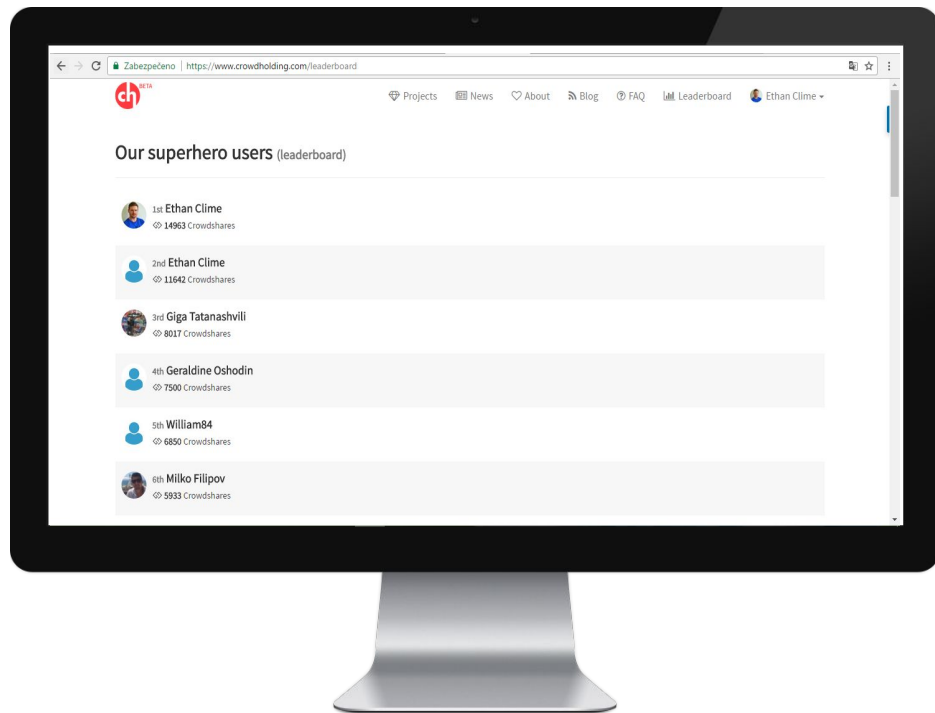 Zabezpečeno | https://www.crowdholding.com/leaderboard
ch BETA
Projects News About Blog FAQ Leaderboard Ethan Clime
Our superhero users (leaderboard)
1st Ethan Clime
14963 Crowdshares
2nd Ethan Clime
11642 Crowdshares
3rd Giga Tatanashvili
8017 Crowdshares
4th Geraldine Oshodin
7500 Crowdshares
5th William84
6850 Crowdshares
6th Milko Filipov
5933 Crowdshares